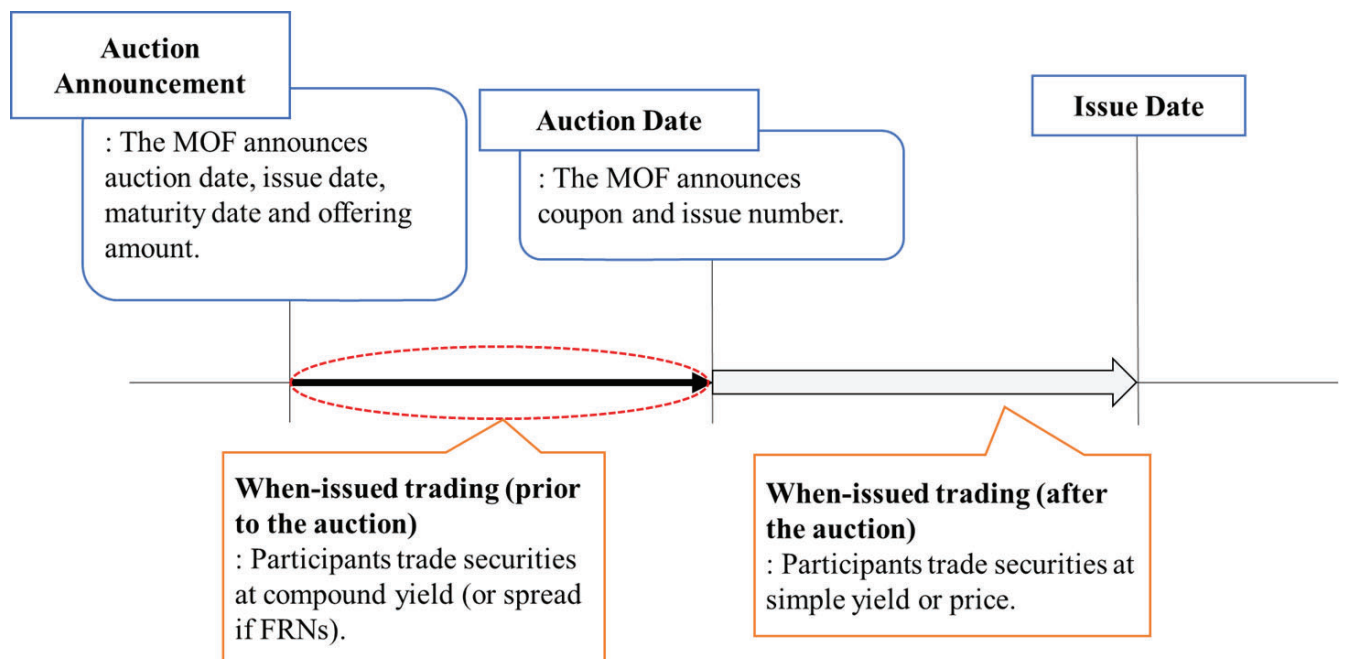 Auction
Announcement
: The MOF announces
auction date, issue date,
maturity date and offering
amount.
Auction Date
: The MOF announces
coupon and issue number.
Issue Date
When-issued trading (prior
to the auction)
: Participants trade securities
at compound yield (or spread
if FRNs).
When-issued trading (after
the auction)
: Participants trade securities at
simple yield or price.